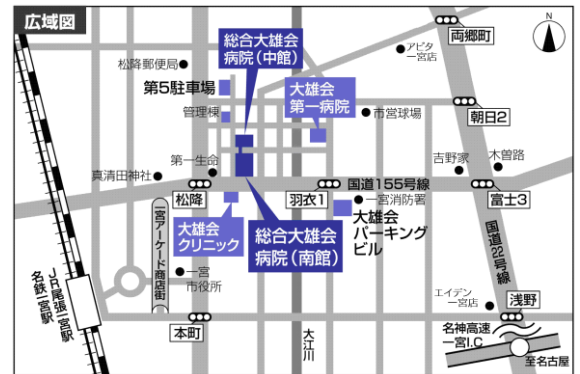 広域図
N
両郷町
アピタ
一宮店
総合大雄会
病院(中館)
松降郵便局
第5駐車場
大雄会
第一病院
管理棟
市営球場
朝日2
第一生命
吉野家
木曽路
真清田神社
国道155号線
松降
羽衣1
富士3
一宮消防署
大雄会
クリニック
総合大雄会
病院(南館)
大雄会
パーキング
ビル
一宮アーケード商店街
国道22号線
一宮
市役所
JR尾張一宮駅
名鉄一宮駅
エイデン
一宮店
浅野
本町
大江川
名神高速
一宮I.C
至名古屋